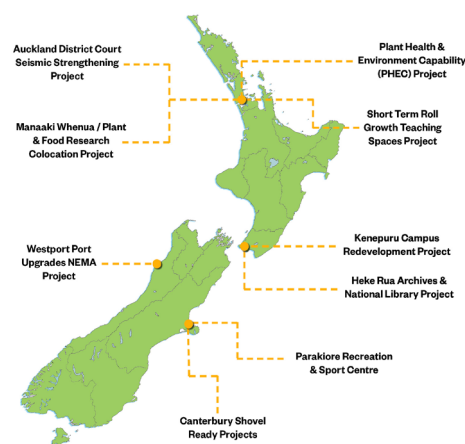 Auckland District Court
Seismic Strengthening
Project
Plant Health &
Environment Capability
(PHEC) Project
Manaaki Whenua / Plant
& Food Research
Colocation Project
Short Term Roll
Growth Teaching
Spaces Project
Westport Port
Upgrades NEMA
Project
Kenepuru Campus
Redevelopment Project
Heke Rua Archives &
National Library Project
Parakiore Recreation
& Sport Centre
Canterbury Shovel
Ready Projects